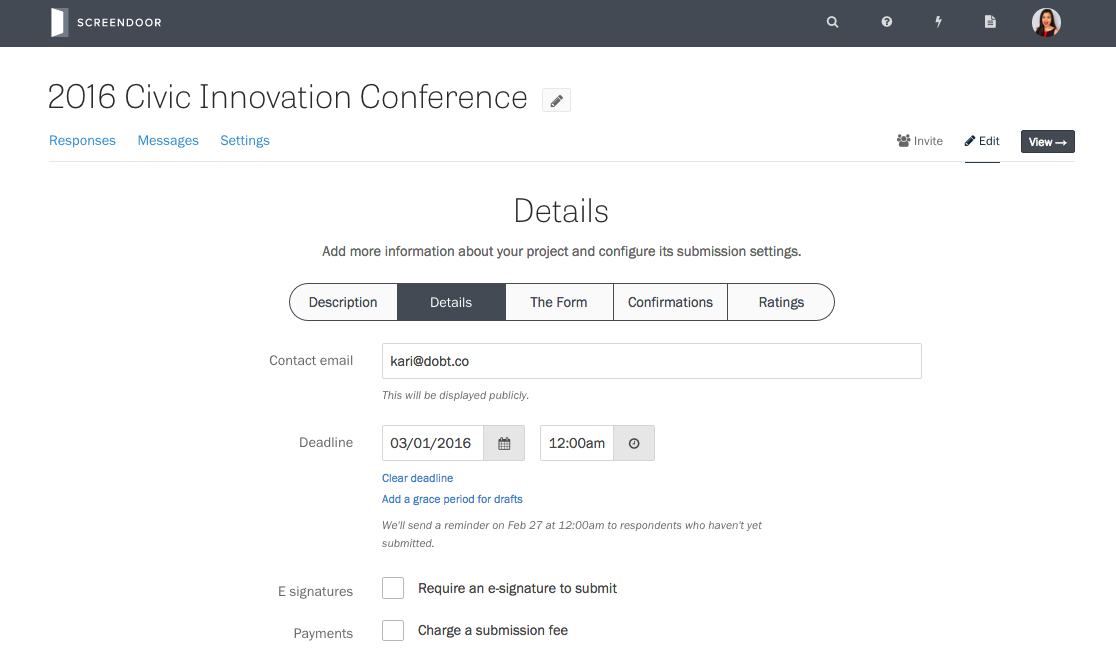 SCREENDOOR
2016 Civic Innovation Conference
Responses Messages Settings Invite Edit View →
Details
Add more information about your project and configure its submission settings.
Description Details The Form Confirmations Ratings
Contact email kari@dobt.co
This will be displayed publicly.
Deadline 03/01/2016 12:00am
Clear deadline
Add a grace period for drafts
We'll send a reminder on Feb 27 at 12:00am to respondents who haven't yet
submitted.
E signatures Require an e-signature to submit
Payments Charge a submission fee